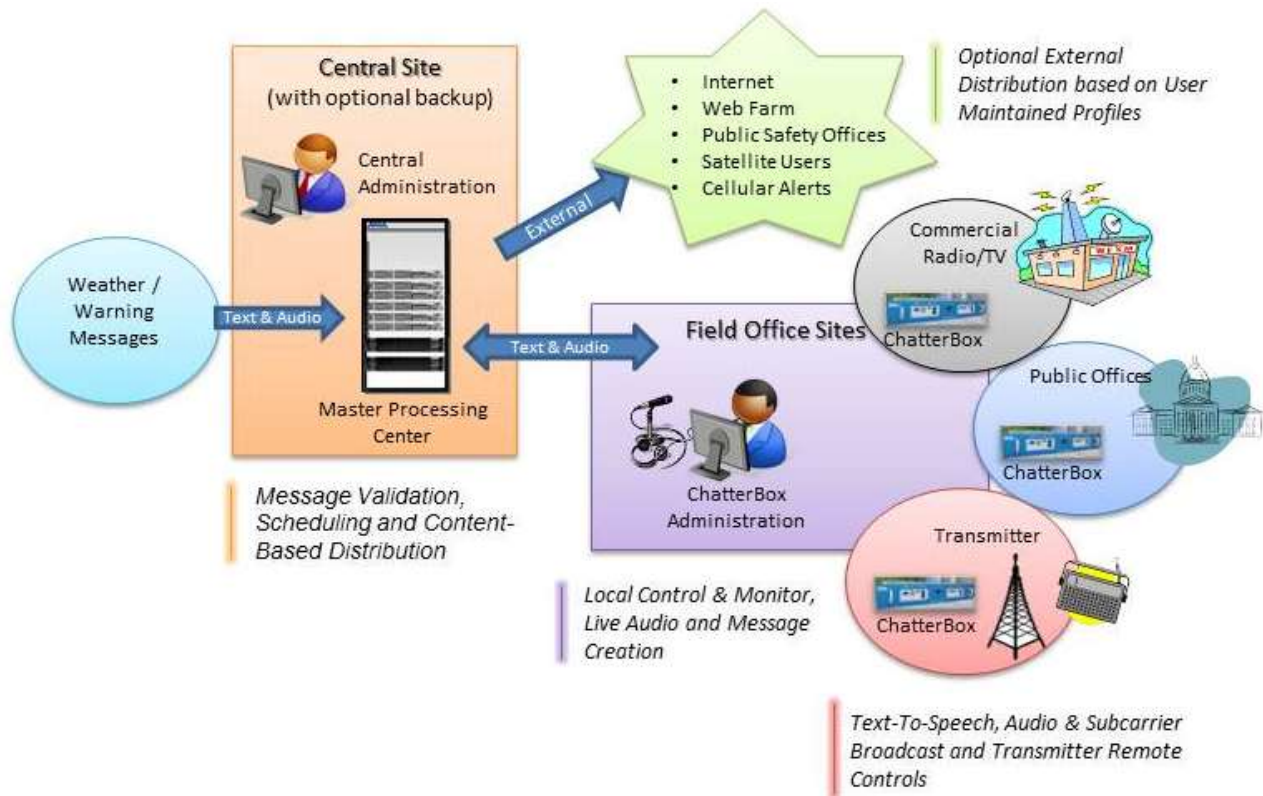 Central Site
(with optional backup)
Central
Administration
Master Processing
Center
Weather /
Warning
Messages
Text & Audio
External
Text & Audio
• Internet
• Web Farm
• Public Safety Offices
• Satellite Users
• Cellular Alerts
Optional External
Distribution based on User
Maintained Profiles
Field Office Sites
ChatterBox
Administration
Commercial
Radio/TV
ChatterBox
Public Offices
ChatterBox
Transmitter
ChatterBox
Message Validation,
Scheduling and Content-
Based Distribution
Local Control & Monitor,
Live Audio and Message
Creation
Text-To-Speech, Audio & Subcarrier
Broadcast and Transmitter Remote
Controls